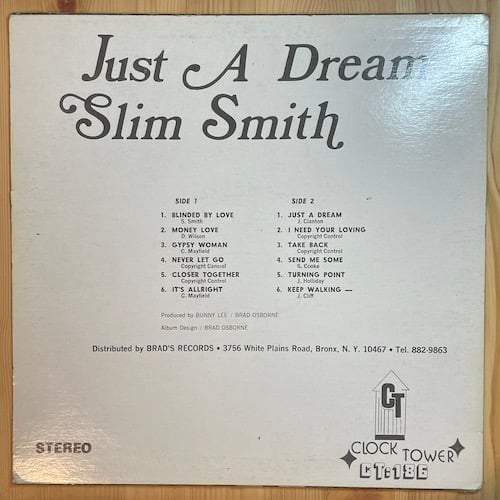 Just A Dream
Slim Smith
SIDE 1
1. BLINDED BY LOVE
S. Smith
2. MONEY LOVE
D. Wilson
3. GYPSY WOMAN
C. Mayfield
4. NEVER LET GO
Copyright Control
5. CLOSER TOGETHER
Copyright Control
6. IT'S ALLRIGHT
C. Mayfield
SIDE 2
1. JUST A DREAM
J. Clanton
2. I NEED YOUR LOVING
Copyright Control
3. TAKE BACK
Copyright Control
4. SEND ME SOME
S. Cooke
5. TURNING POINT
J. Holliday
6. KEEP WALKING —
J. Cliff
Produced by BUNNY LEE / BRAD OSBORNE
Album Design / BRAD OSBORNE
Distributed by BRAD'S RECORDS • 3756 White Plains Road, Bronx, N. Y. 10467 • Tel. 882-9863
STEREO
CT
CLOCK TOWER
CT-186